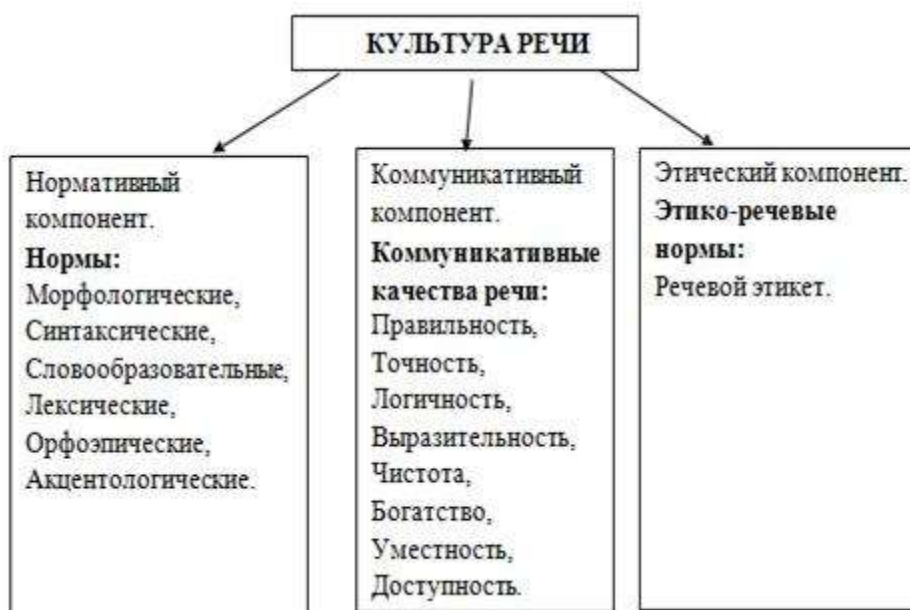 КУЛЬТУРА РЕЧИ
Нормативный
компонент.
Нормы:
Морфологические,
Синтаксические,
Словообразовательные,
Лексические,
Орфоэпические,
Акцентологические.
Коммуникативный
компонент.
Коммуникативные
качества речи:
Правильность,
Точность,
Логичность,
Выразительность,
Чистота,
Богатство,
Уместность,
Доступность.
Этический компонент.
Этико-речевые
нормы:
Речевой этикет.